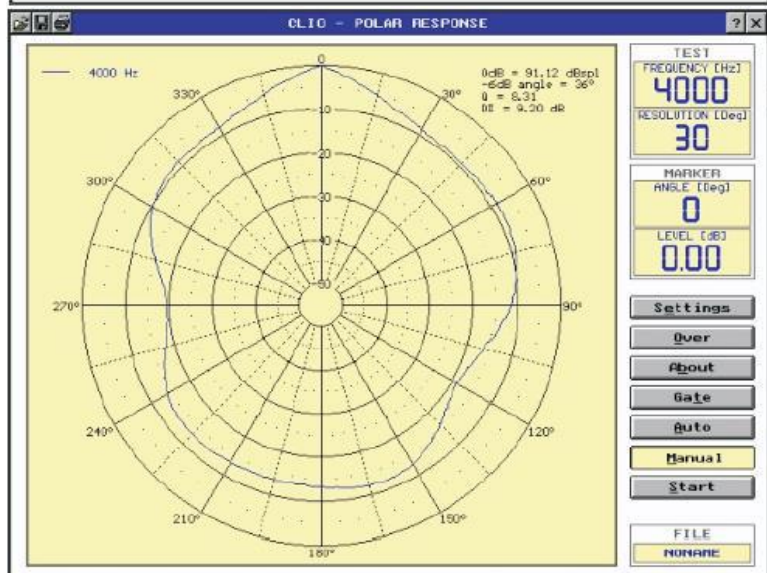 CLIO - POLAR RESPONSE
? X
4000 Hz
0dB = 91.12 dBspl
-6dB angle = 36°
Q = 8.31
DI = 9.20 dB
0
330°
30°
-10
-20
300°
60°
-30
-40
-50
270°
90°
240°
120°
210°
150°
180°
TEST
FREQUENCY [Hz]
4000
RESOLUTION [Deg]
30
MARKER
ANGLE [Deg]
0
LEVEL [dB]
0.00
Settings
Over
About
Gate
Auto
Manual
Start
FILE
NONAME